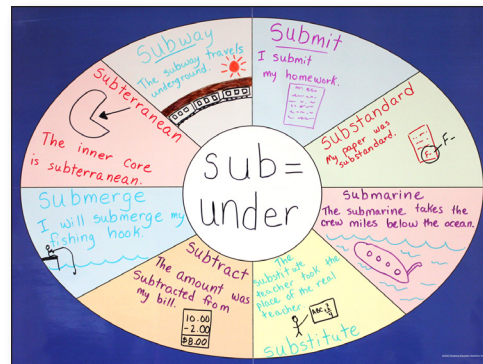 sub=
under
Subway
The subway travels
underground.
Submit
I submit
my homework.
Substandard
My paper was
substandard.
F-
F-
Submarine
The submarine takes the
crew miles below the ocean.
The
substitute
teacher took the
place of the real
teacher.
substitute
ABC
Subtract
The amount was
subtracted from
my bill.
10.00
-2.00
$8.00
Submerge
I will submerge my
fishing hook.
Subterranean
The inner core
is subterranean.